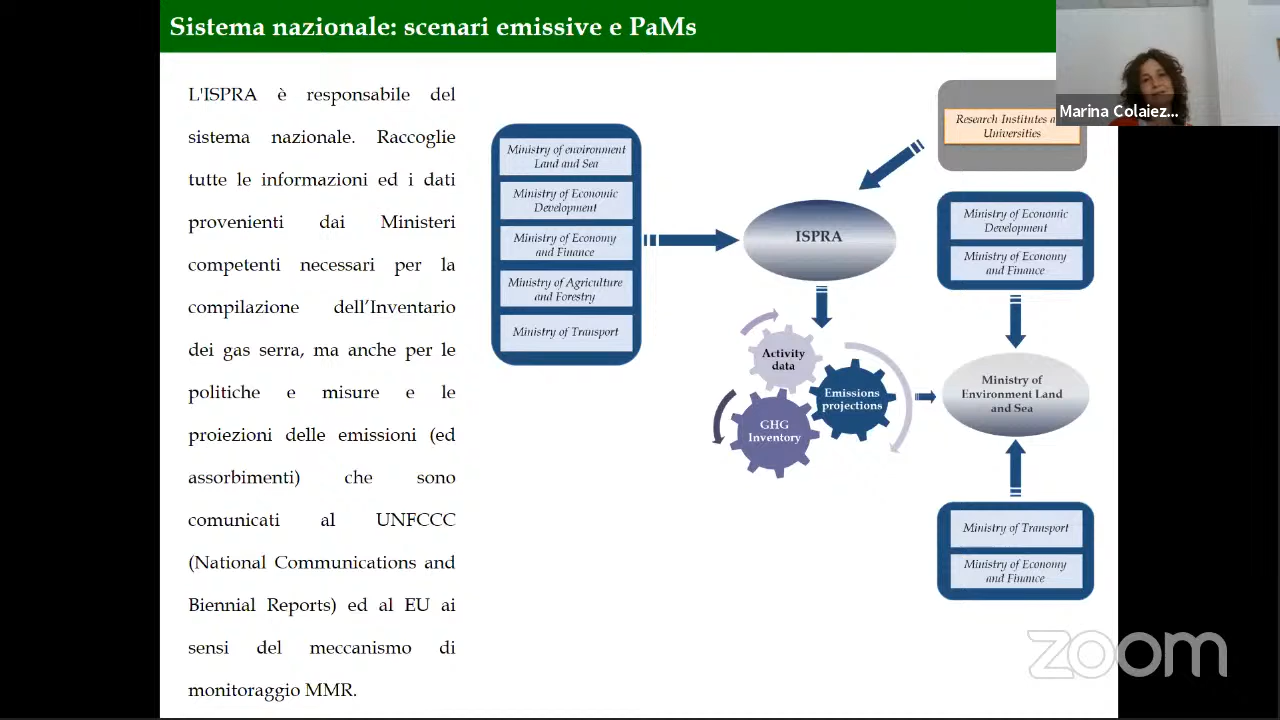 Sistema nazionale: scenari emissive e PaMs
L'ISPRA è responsabile del
sistema nazionale. Raccoglie
tutte le informazioni ed i dati
provenienti dai Ministeri
competenti necessari per la
compilazione dell’Inventario
dei gas serra, ma anche per le
politiche e misure e le
proiezioni delle emissioni (ed
assorbimenti) che sono
comunicati al UNFCCC
(National Communications and
Biennial Reports) ed al EU ai
sensi del meccanismo di
monitoraggio MMR.
Ministry of environment
Land and Sea
Ministry of Economic
Development
Ministry of Economy
and Finance
Ministry of Agriculture
and Forestry
Ministry of Transport
ISPRA
Activity
data
Emissions
projections
GHG
Inventory
Marina Colaiez...
Research Institutes
Universities
Ministry of Economic
Development
Ministry of Economy
and Finance
Ministry of
Environment Land
and Sea
Ministry of Transport
Ministry of Economy
and Finance
zoom